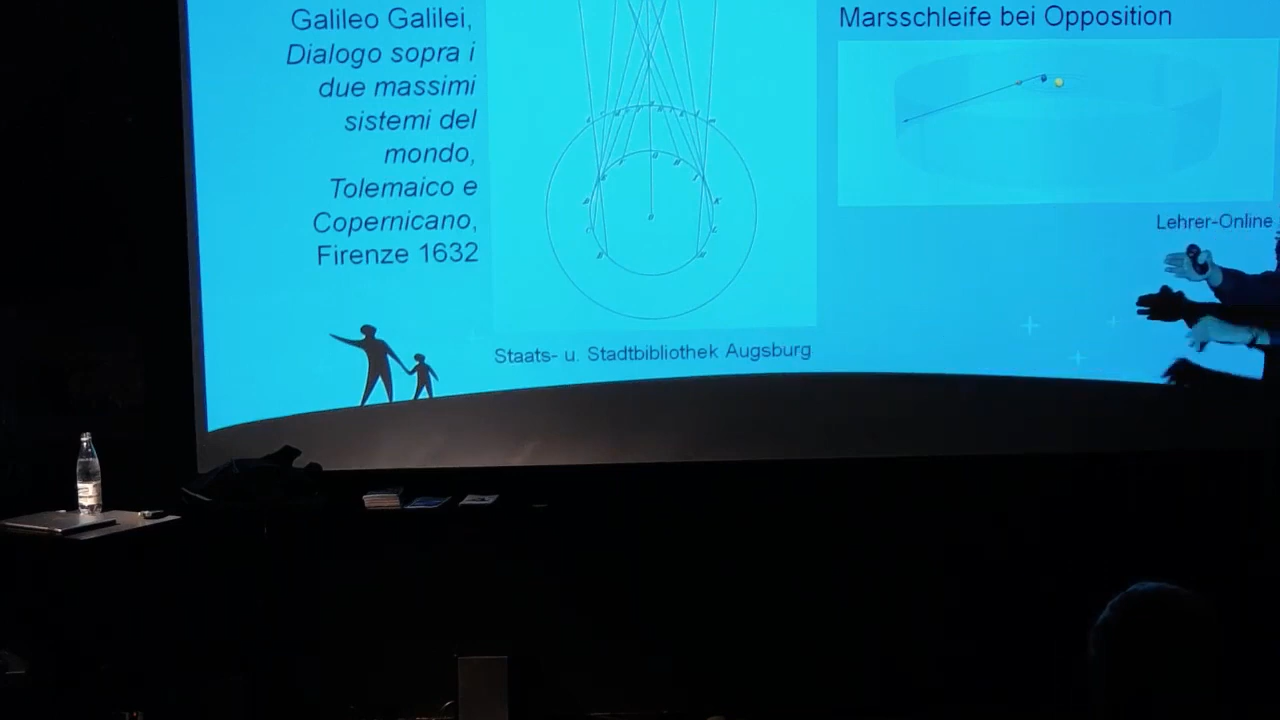 Galileo Galilei,
Dialogo sopra i
due massimi
sistemi del
mondo,
Tolemaico e
Copernicano,
Firenze 1632
Staats- u. Stadtbibliothek Augsburg
Marsschleife bei Opposition
Lehrer-Online